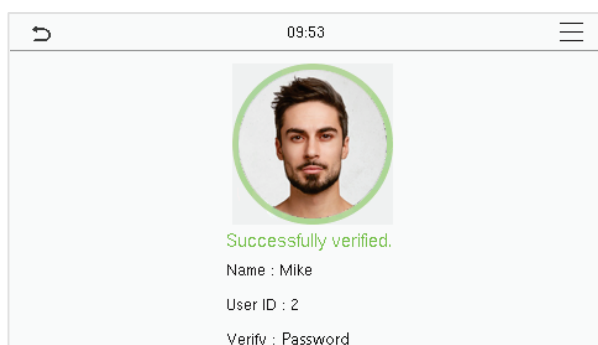 09:53
Successfully verified.
Name : Mike
User ID : 2
Verify : Password